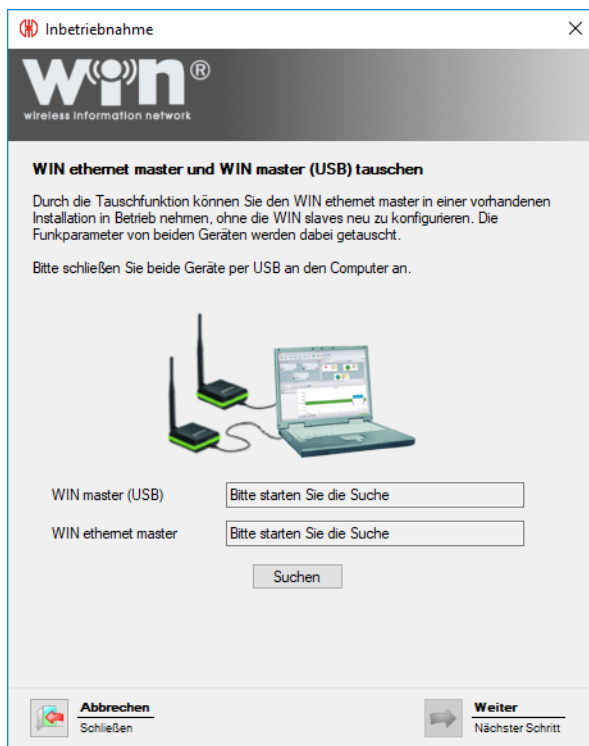 Inbetriebnahme
win®
wireless information network
WIN ethernet master und WIN master (USB) tauschen
Durch die Tauschfunktion können Sie den WIN ethernet master in einer vorhandenen
Installation in Betrieb nehmen, ohne die WIN slaves neu zu konfigurieren. Die
Funkparameter von beiden Geräten werden dabei getauscht.
Bitte schließen Sie beide Geräte per USB an den Computer an.
WIN master (USB)
Bitte starten Sie die Suche
WIN ethernet master
Bitte starten Sie die Suche
Suchen
Abbrechen
Schließen
Weiter
Nächster Schritt